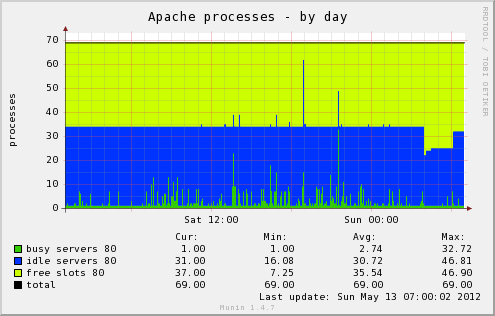 Apache processes - by day
RRDTOOL / TOBI OETIKER
processes
70
60
50
40
30
20
10
0
Sat 12:00 Sun 00:00
Cur: Min: Avg: Max:
busy servers 80 1.00 1.00 2.74 32.72
idle servers 80 31.00 16.08 30.72 46.81
free slots 80 37.00 7.25 35.54 46.90
total 69.00 69.00 69.00 69.00
Last update: Sun May 13 07:00:02 2012
Munin 1.4.7